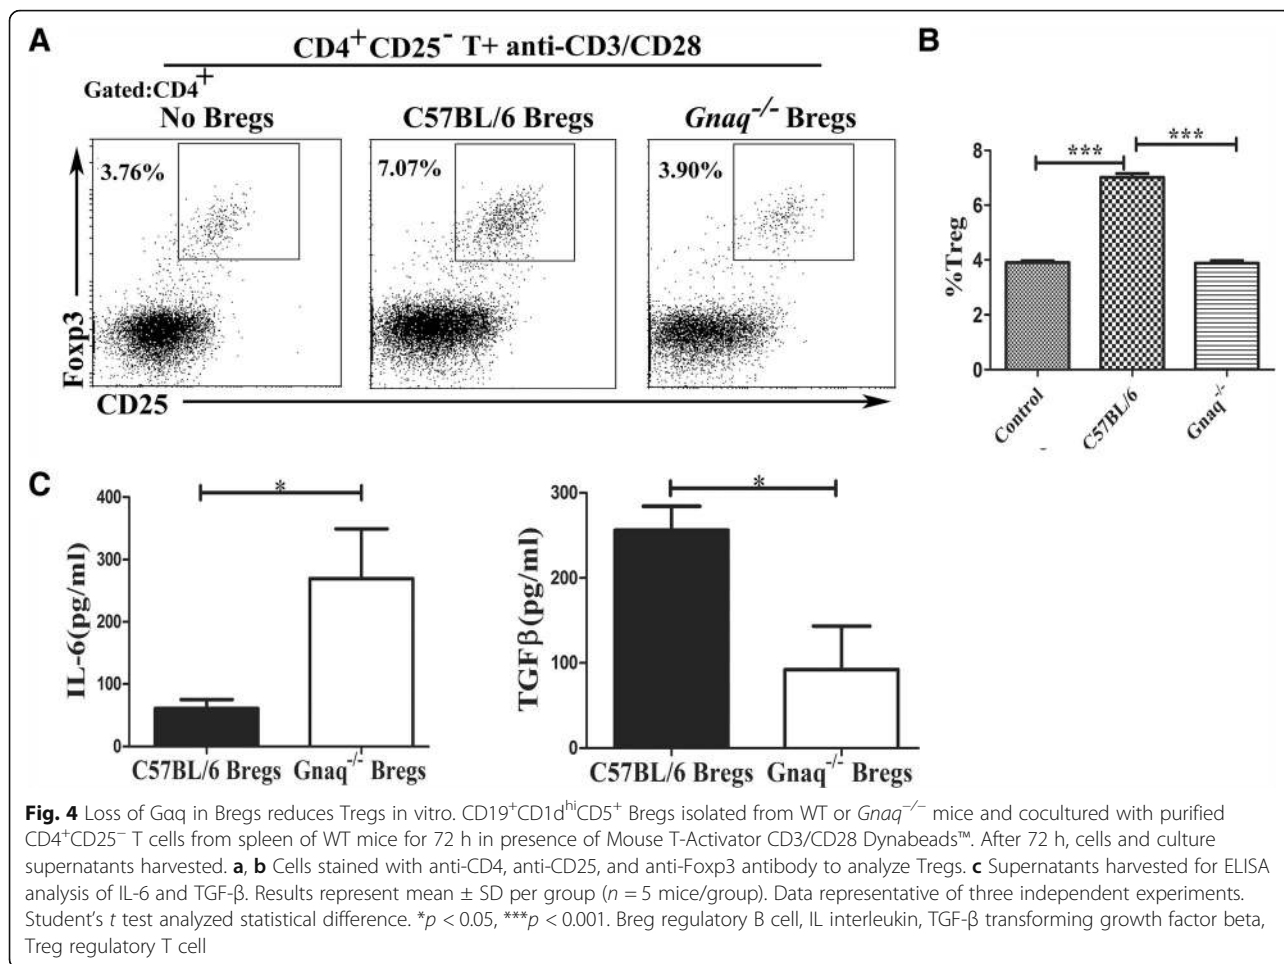 A
CD4⁺CD25⁻ T+ anti-CD3/CD28
Gated:CD4⁺
No Bregs
C57BL/6 Bregs
Gnaq⁻/⁻ Bregs
3.76%
7.07%
3.90%
Foxp3
CD25
B
***
***
%Treg
8
6
4
2
0
Control
C57BL/6
Gnaq⁻/⁻
C
*
IL-6(pg/ml)
400
300
200
100
0
C57BL/6 Bregs
Gnaq⁻/⁻ Bregs
*
TGFβ(pg/ml)
300
200
100
0
C57BL/6 Bregs
Gnaq⁻/⁻ Bregs
Fig. 4 Loss of Gαq in Bregs reduces Tregs in vitro. CD19⁺CD1dʰⁱCD5⁺ Bregs isolated from WT or Gnaq⁻/⁻ mice and cocultured with purified
CD4⁺CD25⁻ T cells from spleen of WT mice for 72 h in presence of Mouse T-Activator CD3/CD28 Dynabeads™. After 72 h, cells and culture
supernatants harvested. a, b Cells stained with anti-CD4, anti-CD25, and anti-Foxp3 antibody to analyze Tregs. c Supernatants harvested for ELISA
analysis of IL-6 and TGF-β. Results represent mean ± SD per group (n = 5 mice/group). Data representative of three independent experiments.
Student's t test analyzed statistical difference. *p < 0.05, ***p < 0.001. Breg regulatory B cell, IL interleukin, TGF-β transforming growth factor beta,
Treg regulatory T cell